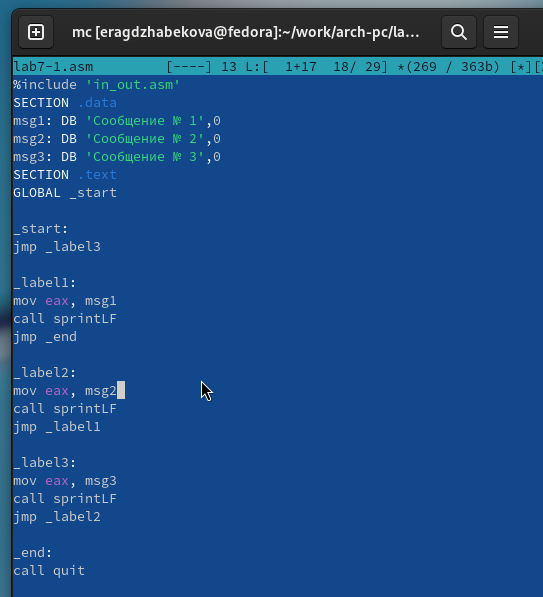 mc [eragdzhabekova@fedora]:~/work/arch-pc/la...
lab7-1.asm [----] 13 L:[ 1+17 18/ 29] *(269 / 363b) [*][
%include 'in_out.asm'
SECTION .data
msg1: DB 'Сообщение № 1',0
msg2: DB 'Сообщение № 2',0
msg3: DB 'Сообщение № 3',0
SECTION .text
GLOBAL _start
_start:
jmp _label3
_label1:
mov eax, msg1
call sprintLF
jmp _end
_label2:
mov eax, msg2
call sprintLF
jmp _label1
_label3:
mov eax, msg3
call sprintLF
jmp _label2
_end:
call quit